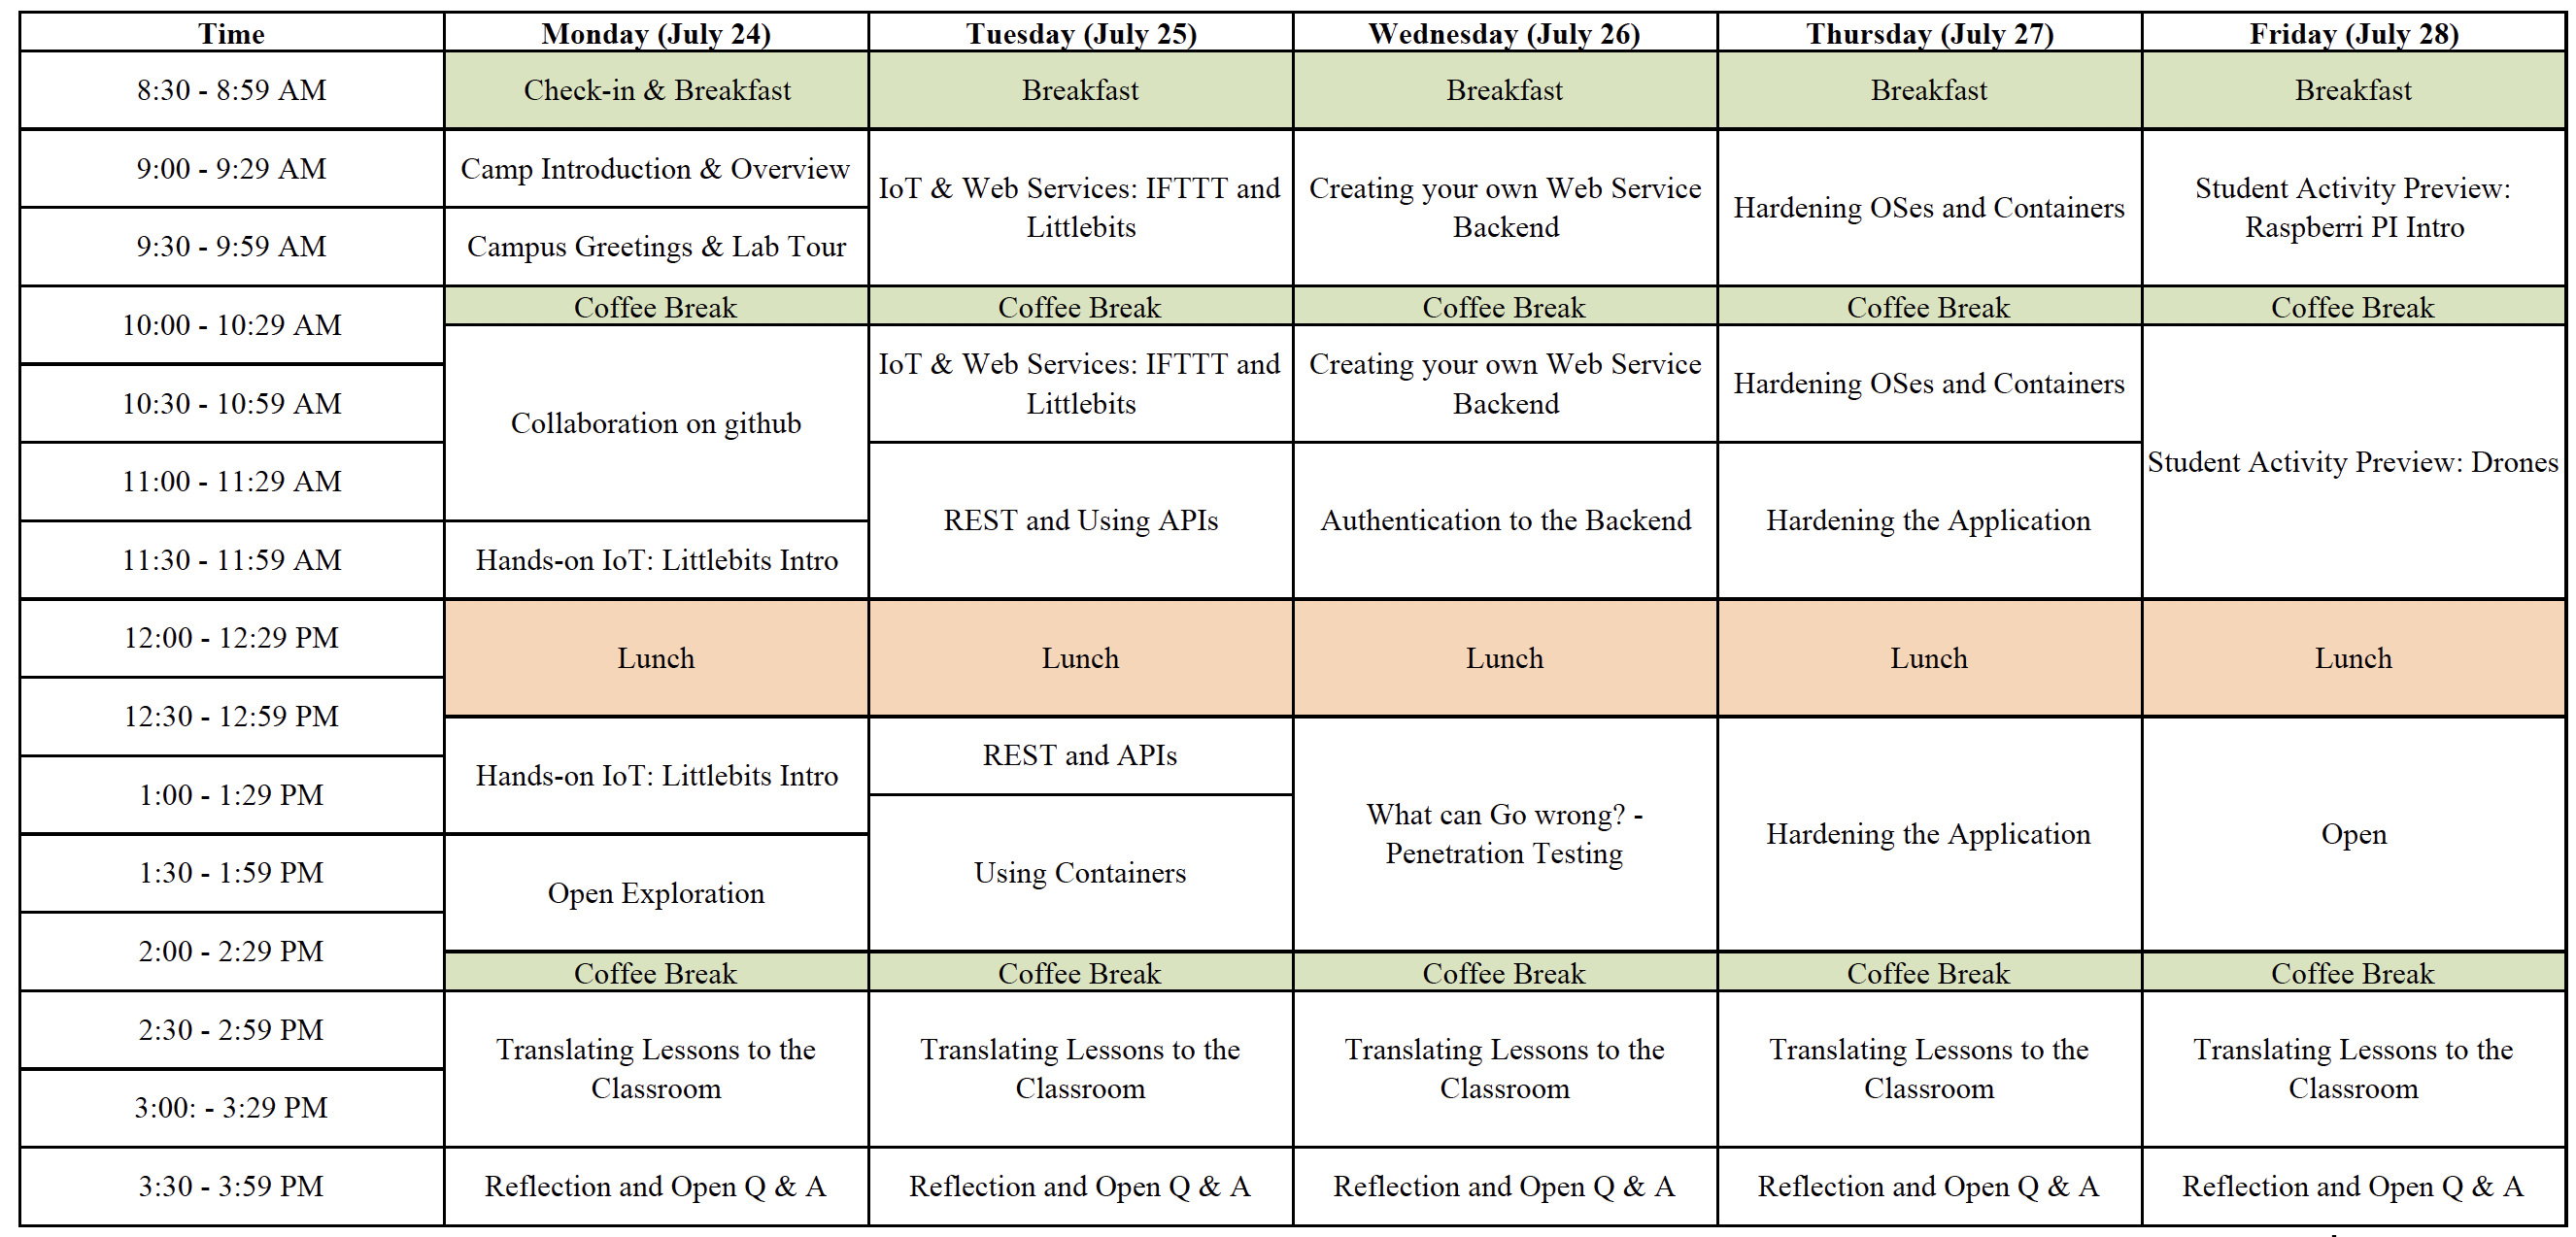 Time Monday (July 24) Tuesday (July 25) Wednesday (July 26) Thursday (July 27) Friday (July 28)
8:30 - 8:59 AM Check-in & Breakfast Breakfast Breakfast Breakfast Breakfast
9:00 - 9:29 AM Camp Introduction & Overview
IoT & Web Services: IFTTT and Creating your own Web Service Student Activity Preview:
Hardening OSes and Containers
Littlebits Backend Raspberri PI Intro
9:30 - 9:59 AM Campus Greetings & Lab Tour
Coffee Break Coffee Break Coffee Break Coffee Break Coffee Break
10:00 - 10:29 AM
IoT & Web Services: IFTTT and Creating your own Web Service
Hardening OSes and Containers
10:30 - 10:59 AM Littlebits Backend
Collaboration on github
Student Activity Preview: Drones
11:00 - 11:29 AM
REST and Using APIs Authentication to the Backend Hardening the Application
11:30 - 11:59 AM Hands-on IoT: Littlebits Intro
12:00 - 12:29 PM
Lunch Lunch Lunch Lunch Lunch
12:30 - 12:59 PM
REST and APIs
Hands-on IoT: Littlebits Intro
1:00 - 1:29 PM
What can Go wrong? -
Hardening the Application Open
Penetration Testing
1:30 - 1:59 PM Using Containers
Open Exploration
2:00 - 2:29 PM
Coffee Break Coffee Break Coffee Break Coffee Break Coffee Break
2:30 - 2:59 PM
Translating Lessons to the Translating Lessons to the Translating Lessons to the Translating Lessons to the Translating Lessons to the
Classroom Classroom Classroom Classroom Classroom
3:00: - 3:29 PM
3:30 - 3:59 PM Reflection and Open Q & A Reflection and Open Q & A Reflection and Open Q & A Reflection and Open Q & A Reflection and Open Q & A